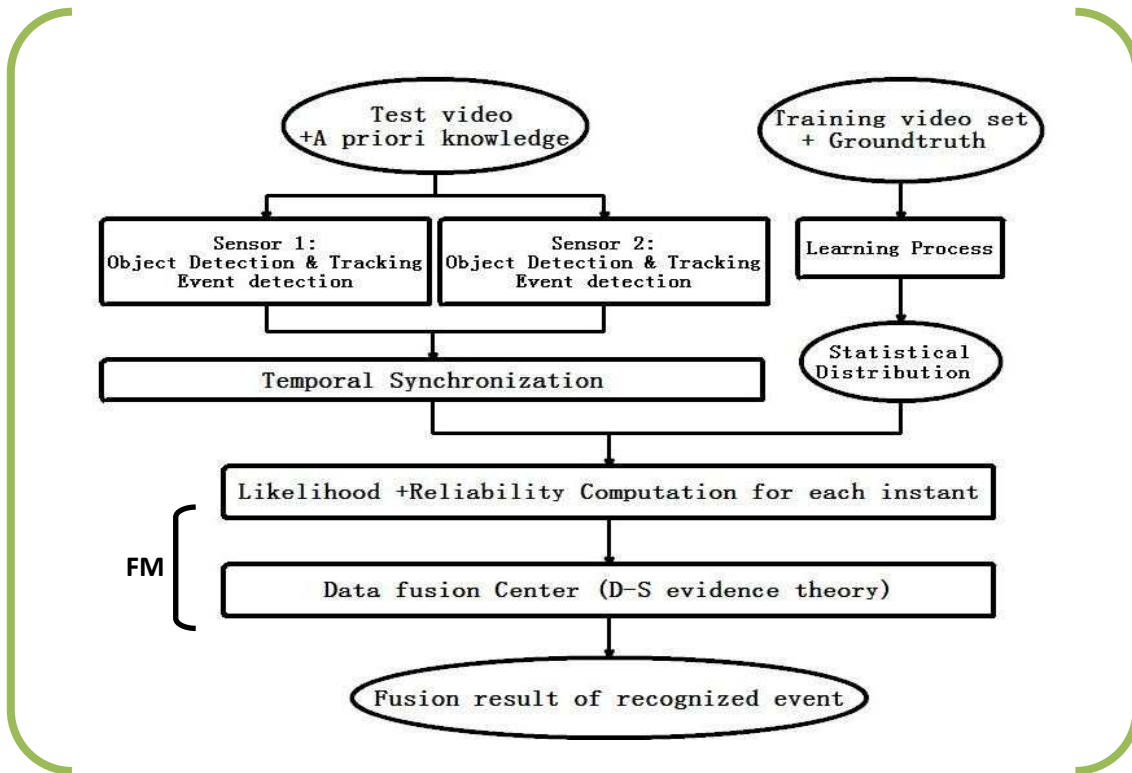 Test video
+A priori knowledge
Training video set
+ Groundtruth
Sensor 1:
Object Detection & Tracking
Event detection
Sensor 2:
Object Detection & Tracking
Event detection
Learning Process
Temporal Synchronization
Statistical
Distribution
Likelihood +Reliability Computation for each instant
FM
Data fusion Center (D-S evidence theory)
Fusion result of recognized event